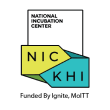 NATIONAL
INCUBATION
CENTER
NIC
KHI
Funded By Ignite, MoITT